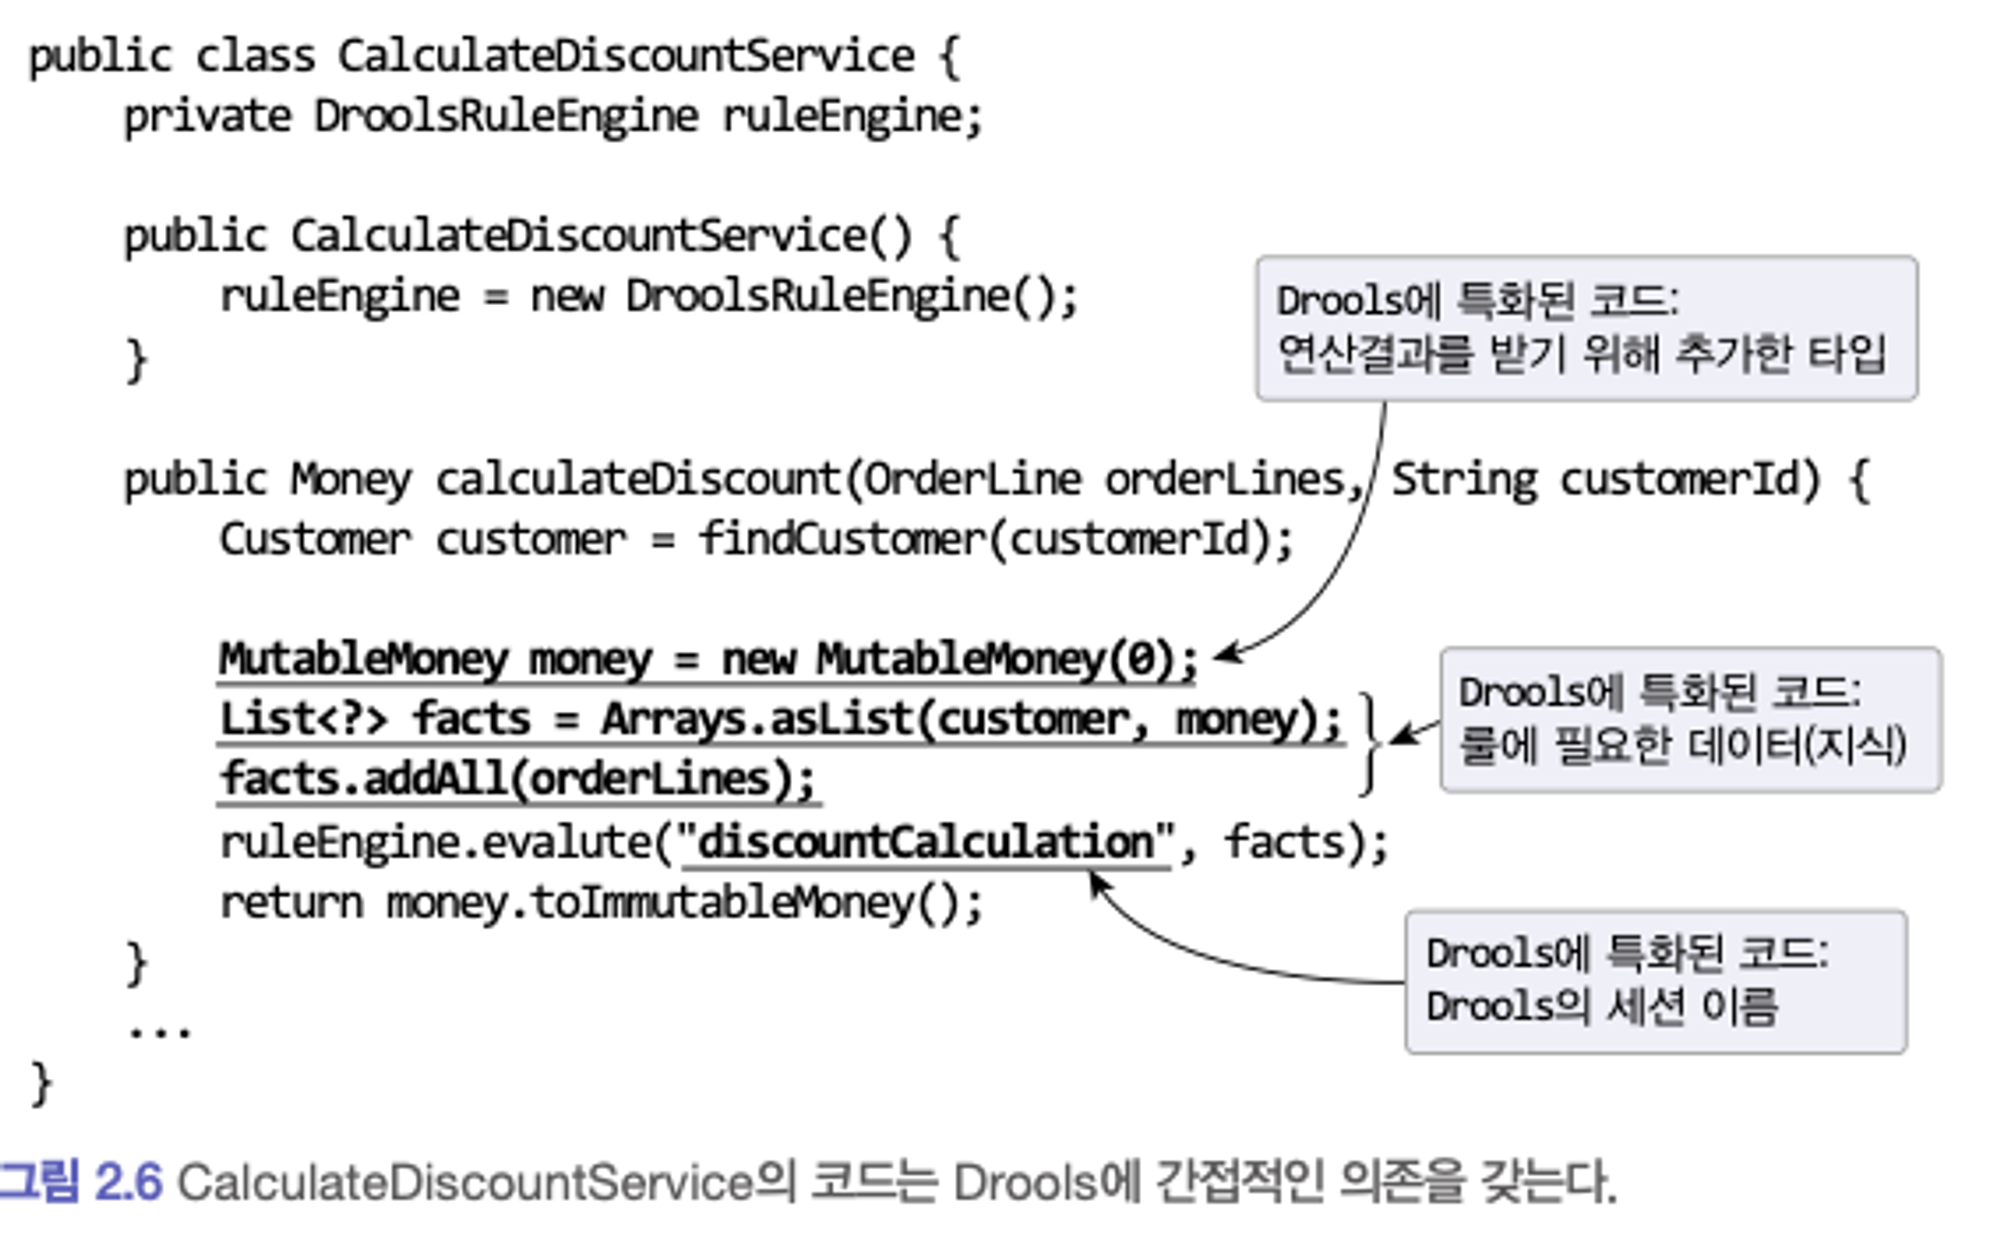 public class CalculateDiscountService {
private DroolsRuleEngine ruleEngine;
public CalculateDiscountService() {
ruleEngine = new DroolsRuleEngine();
}
Drools에 특화된 코드:
연산결과를 받기 위해 추가한 타입
public Money calculateDiscount(OrderLine orderLines, String customerId) {
Customer customer = findCustomer(customerId);
MutableMoney money = new MutableMoney(0);
List<?> facts = Arrays.asList(customer, money);
facts.addAll(orderLines);
Drools에 특화된 코드:
룰에 필요한 데이터(지식)
ruleEngine.evalute("discountCalculation", facts);
return money.toImmutableMoney();
}
Drools에 특화된 코드:
Drools의 세션 이름
...
}
그림 2.6 CalculateDiscountService의 코드는 Drools에 간접적인 의존을 갖는다.